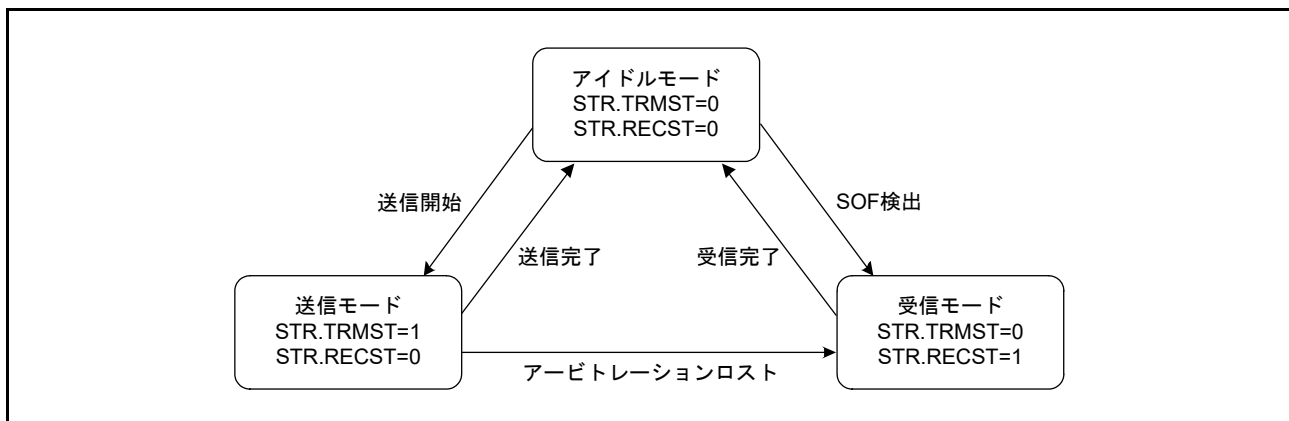 アイドルモード
STR.TRMST=0
STR.RECST=0
送信開始
SOF検出
送信完了
受信完了
送信モード
STR.TRMST=1
STR.RECST=0
受信モード
STR.TRMST=0
STR.RECST=1
アービトレーションロスト